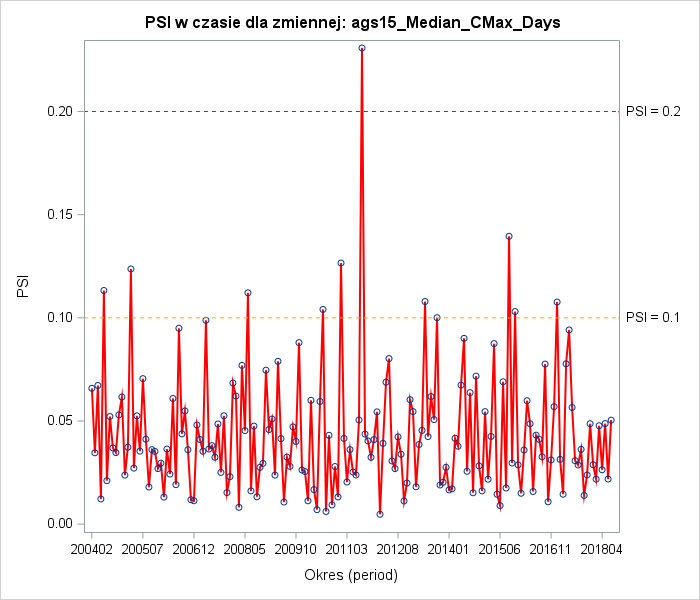 PSI w czasie dla zmiennej: ags15_Median_CMax_Days
0.20
PSI = 0.2
0.15
PSI
0.10
PSI = 0.1
0.05
0.00
200402 200507 200612 200805 200910 201103 201208 201401 201506 201611 201804
Okres (period)